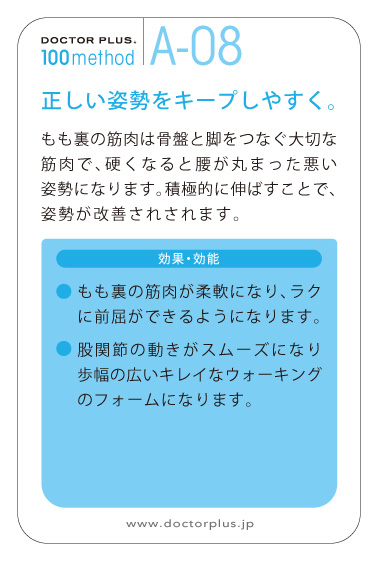 DOCTOR PLUS.
100method
A-08
正しい姿勢をキープしやすく。
もも裏の筋肉は骨盤と脚をつなぐ大切な
筋肉で、硬くなると腰が丸まった悪い
姿勢になります。積極的に伸ばすことで、
姿勢が改善されされます。
効果・効能
● もも裏の筋肉が柔軟になり、ラク
に前屈ができるようになります。
● 股関節の動きがスムーズになり
歩幅の広いキレイなウォーキング
のフォームになります。
www.doctorplus.jp